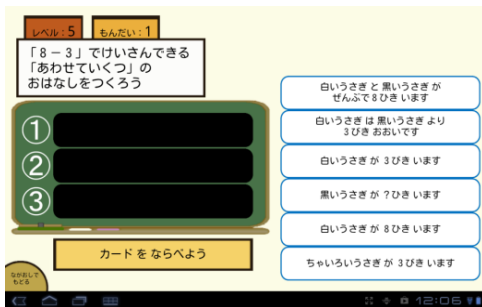 レベル：5
もんだい：1
「8－3」でけいさんできる
「あわせていくつ」の
おはなしをつくろう
①
②
③
カード を ならべよう
なかおして
もどる
白いうさぎ と 黒いうさぎ が
ぜんぶで 8 ひき います
白いうさぎ は 黒いうさぎ より
3 びき おおいです
白いうさぎ が 3 びき います
黒いうさぎ が ？ひき います
白いうさぎ が 8 ひき います
ちゃいろいうさぎ が 3 びき います
12:06